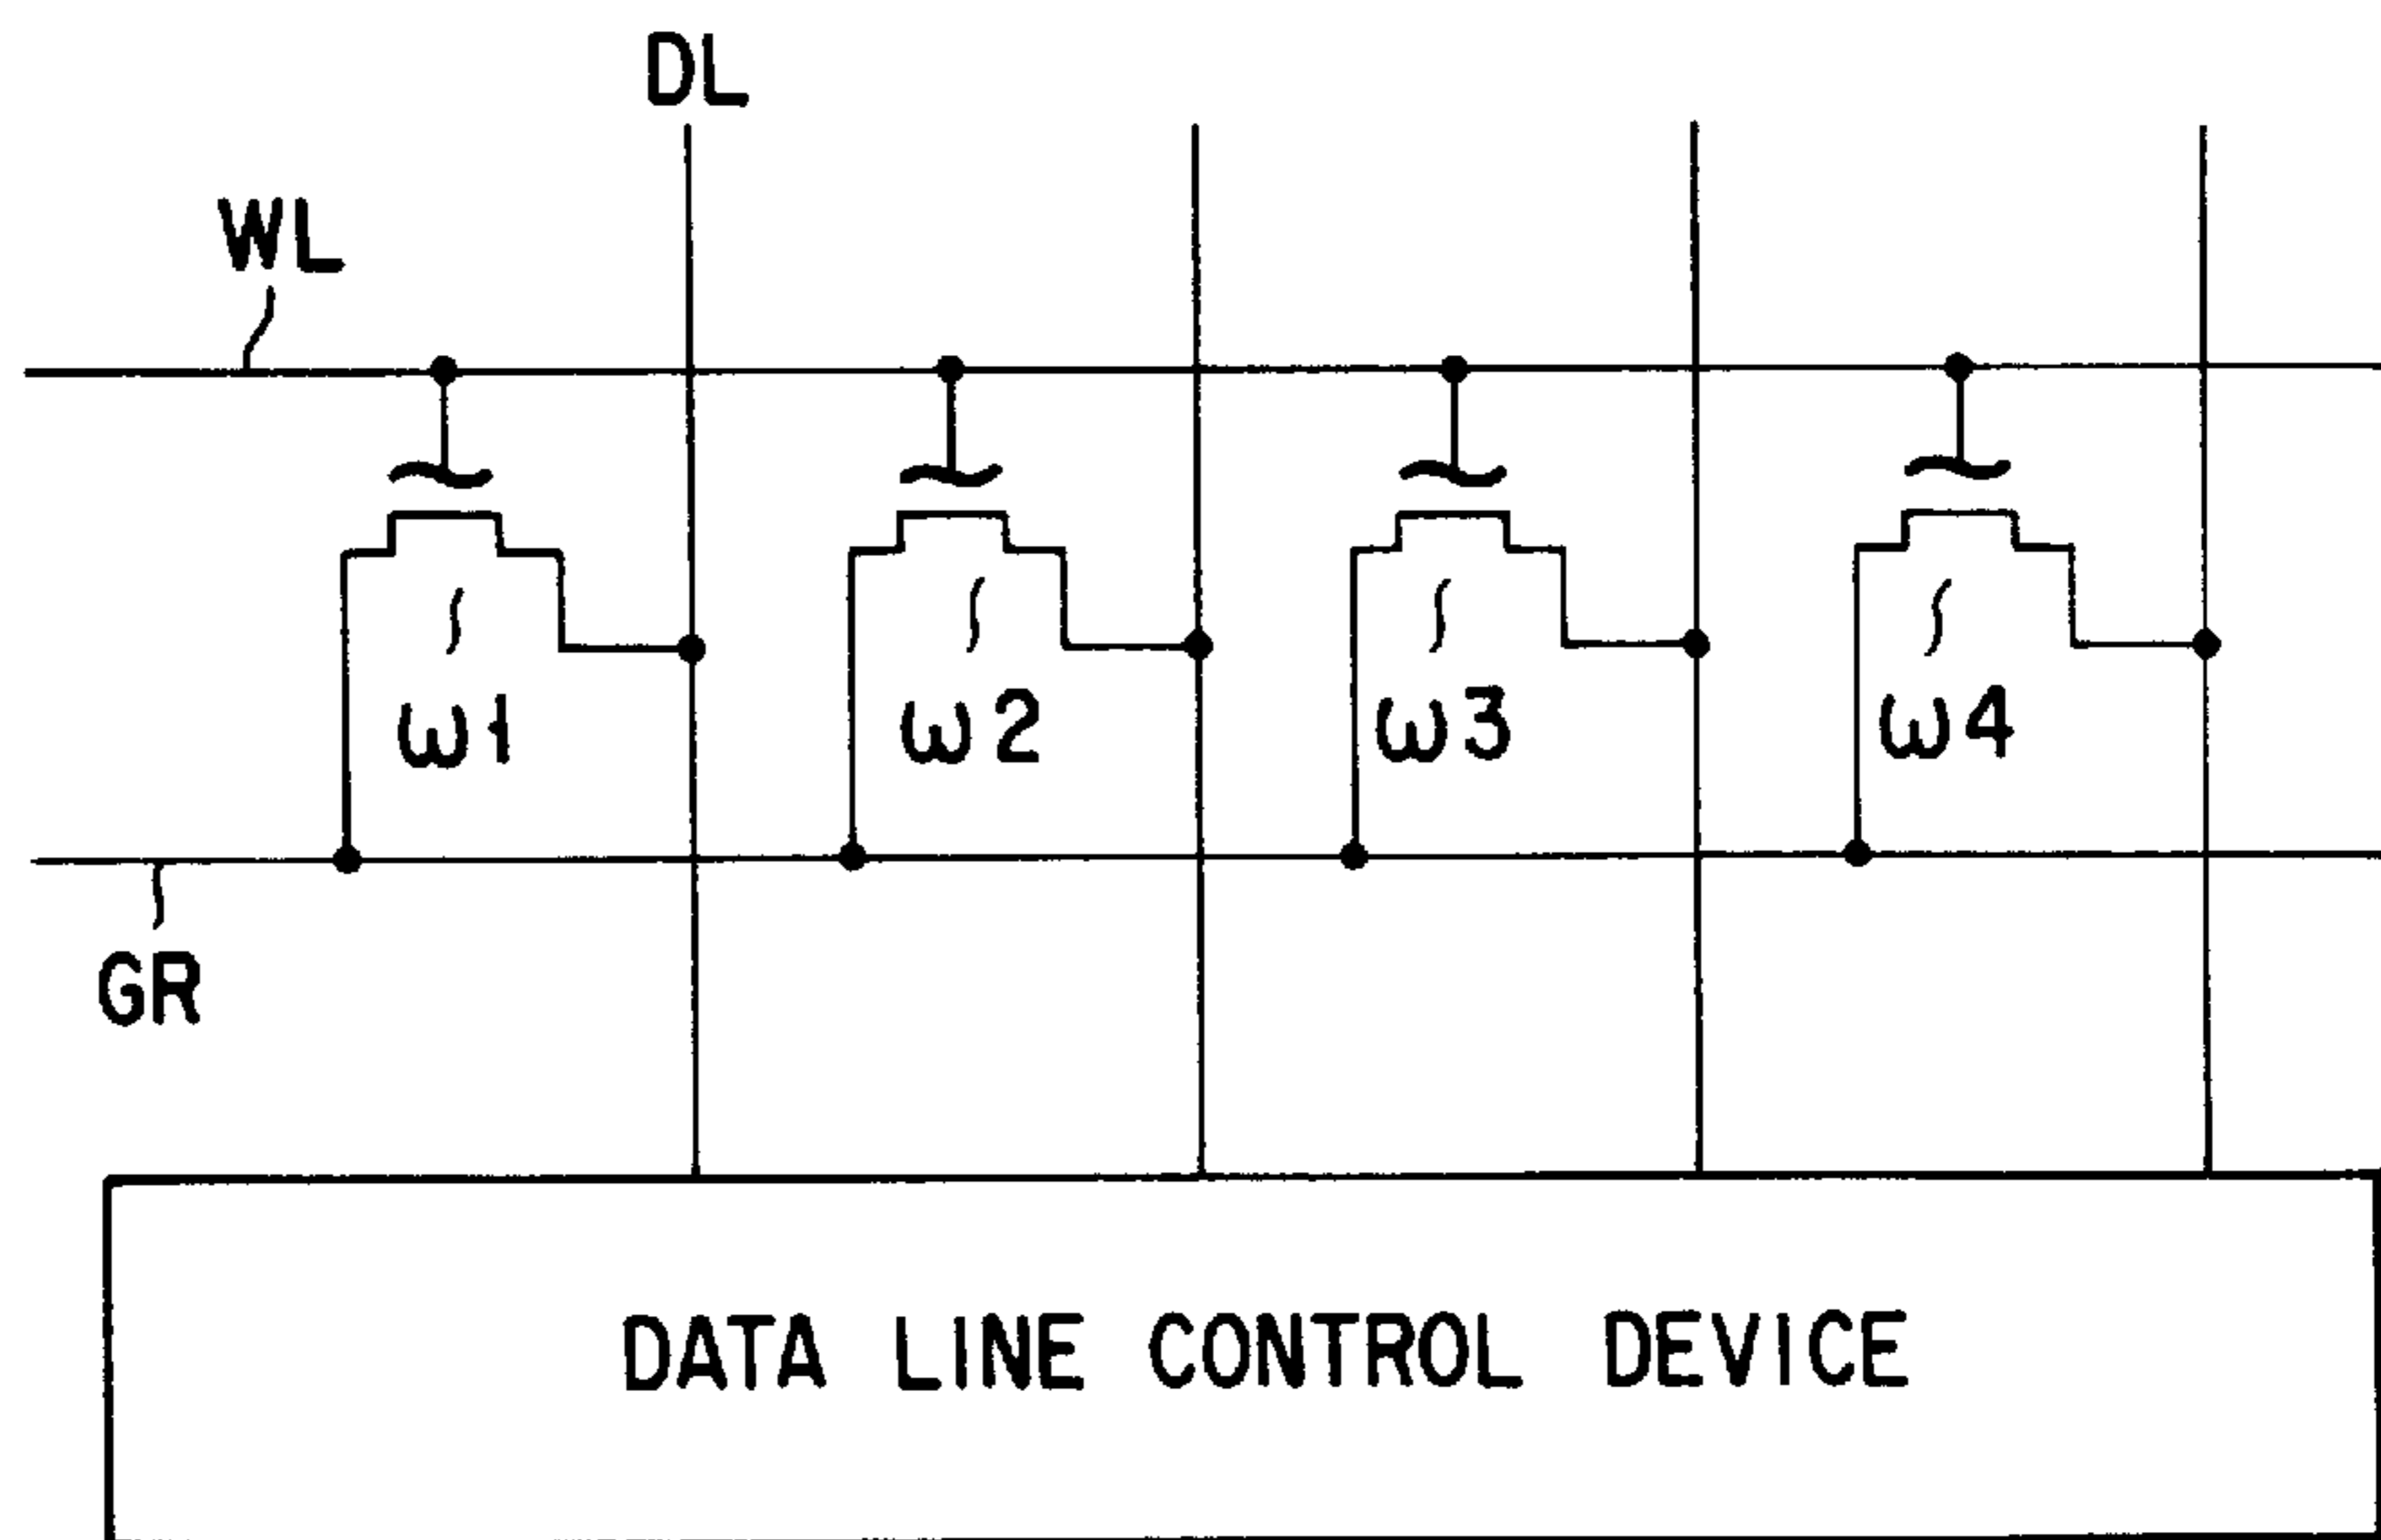 DL
WL
ω1
ω2
ω3
ω4
GR
DATA LINE CONTROL DEVICE